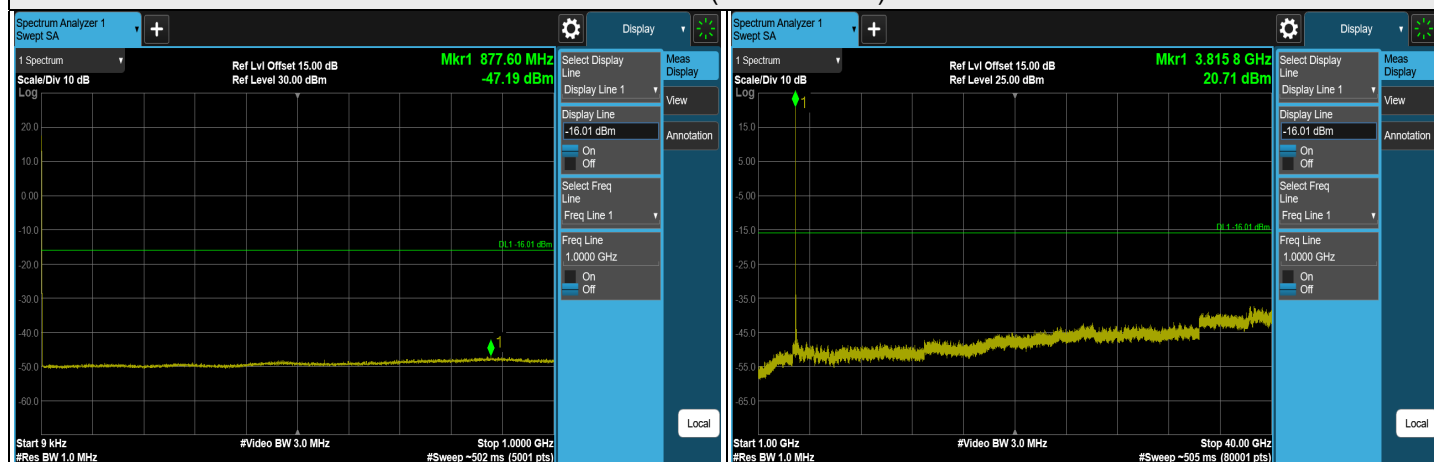 Spectrum Analyzer 1
Swept SA
Display
1 Spectrum
Scale/Div 10 dB
Log
Ref Lvl Offset 15.00 dB
Ref Level 30.00 dBm
Mkr1 877.60 MHz
-47.19 dBm
1
20.0
10.0
0.00
-10.0
-20.0
-30.0
-40.0
-50.0
-60.0
DL1 -16.01 dBm
Start 9 kHz
#Res BW 1.0 MHz
#Video BW 3.0 MHz
Stop 1.0000 GHz
#Sweep ~502 ms (5001 pts)
Select Display
Line
Display Line 1
Display Line
-16.01 dBm
On
Off
Select Freq
Line
Freq Line 1
Freq Line
1.0000 GHz
On
Off
Meas
Display
View
Annotation
Local
Spectrum Analyzer 1
Swept SA
Display
1 Spectrum
Scale/Div 10 dB
Log
Ref Lvl Offset 15.00 dB
Ref Level 25.00 dBm
Mkr1 3.815 8 GHz
20.71 dBm
1
15.0
5.00
-5.00
-15.0
-25.0
-35.0
-45.0
-55.0
-65.0
DL1 -16.01 dBm
Start 1.00 GHz
#Res BW 1.0 MHz
#Video BW 3.0 MHz
Stop 40.00 GHz
#Sweep ~505 ms (80001 pts)
Select Display
Line
Display Line 1
Display Line
-16.01 dBm
On
Off
Select Freq
Line
Freq Line 1
Freq Line
1.0000 GHz
On
Off
Meas
Display
View
Annotation
Local